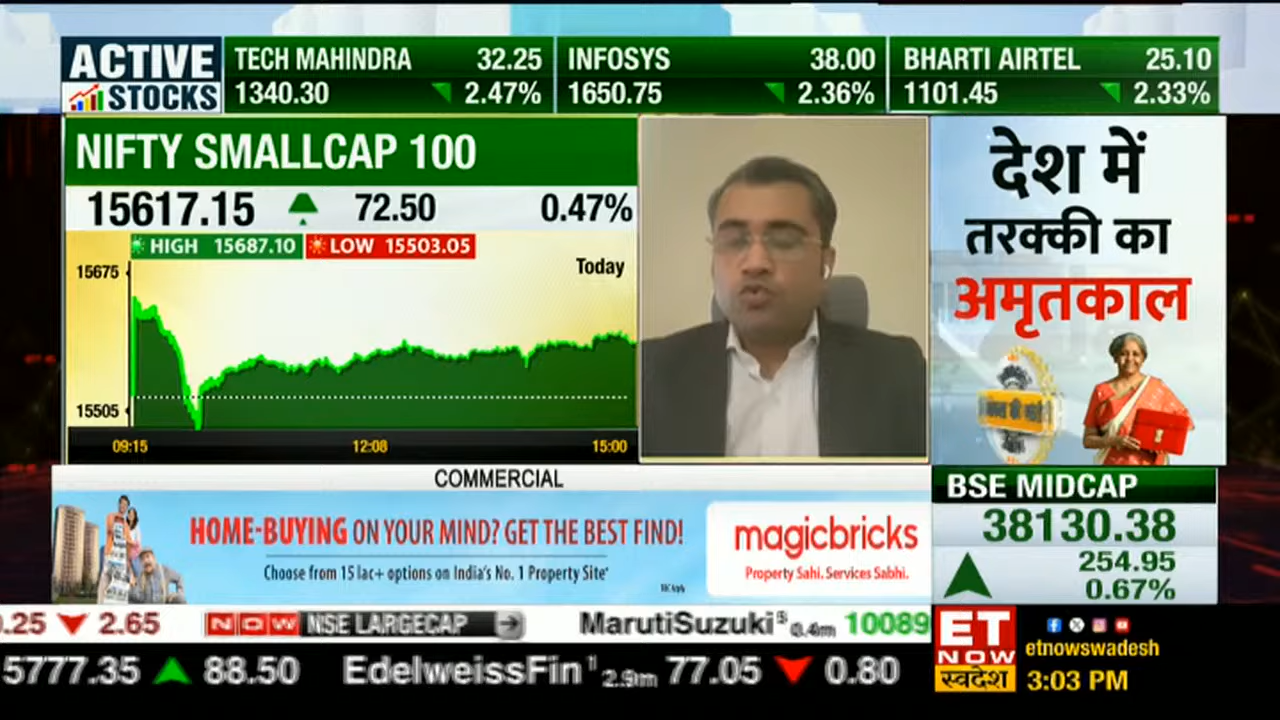 ACTIVE STOCKS
TECH MAHINDRA 32.25
1340.30 2.47%
INFOSYS 38.00
1650.75 2.36%
BHARTI AIRTEL 25.10
1101.45 2.33%
NIFTY SMALLCAP 100
15617.15 72.50 0.47%
HIGH 15687.10 LOW 15503.05
Today
15675
15505
09:15 12:08 15:00
देश में
तरक्की का
अमृतकाल
COMMERCIAL
HOME-BUYING ON YOUR MIND? GET THE BEST FIND!
Choose from 15 lac+ options on India's No. 1 Property Site*
magicbricks
Property Sahi. Services Sabhi.
BSE MIDCAP
38130.38
254.95
0.67%
.25 2.65 NOW NSE LARGECAP MarutiSuzuki S 0.4m 10089
5777.35 88.50 EdelweissFin 1 2.9m 77.05 0.80
ET
NOW
स्वदेश
etnowswadesh
3:03 PM